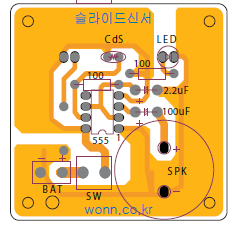 슬라이드신서
CdS LED
100
100
2.2uF
+
100uF
+
555 1
- +
+
SPK
BAT SW
-
wonn.co.kr